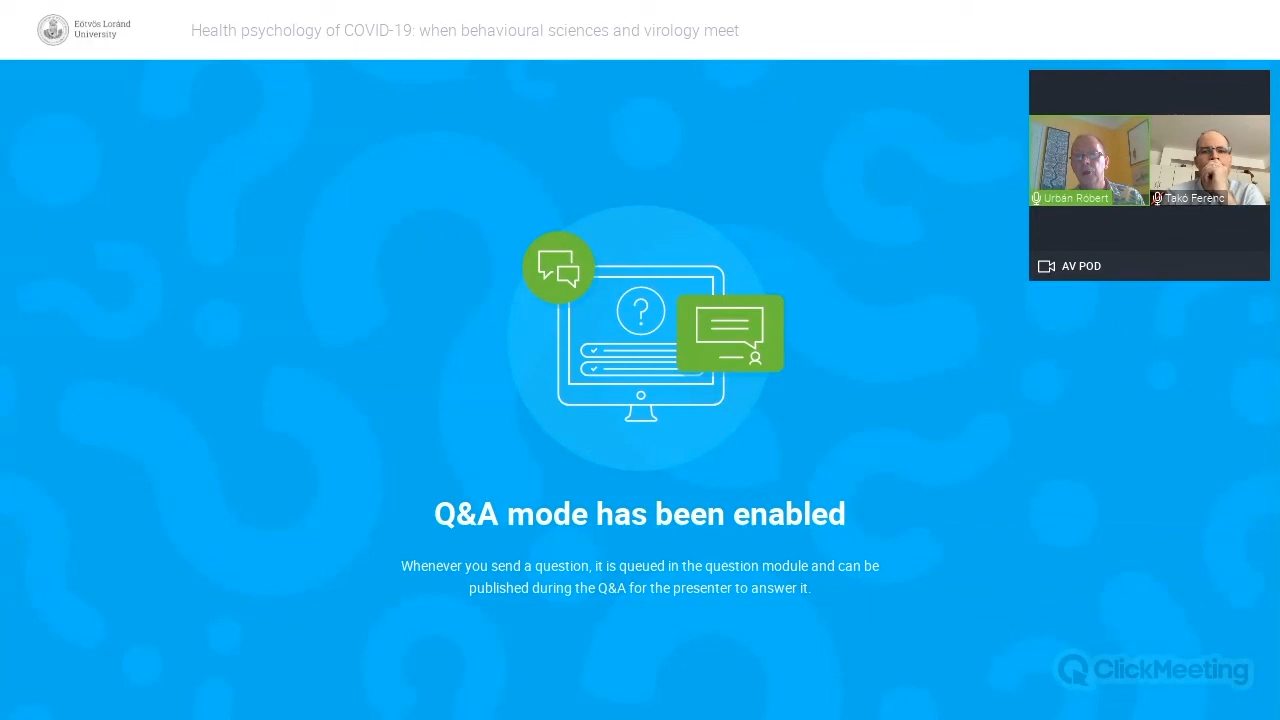 Eötvös Loránd
University
Health psychology of COVID-19: when behavioural sciences and virology meet
Urbán Róbert
Takó Ferenc
AV POD
Q&A mode has been enabled
Whenever you send a question, it is queued in the question module and can be
published during the Q&A for the presenter to answer it.
ClickMeeting